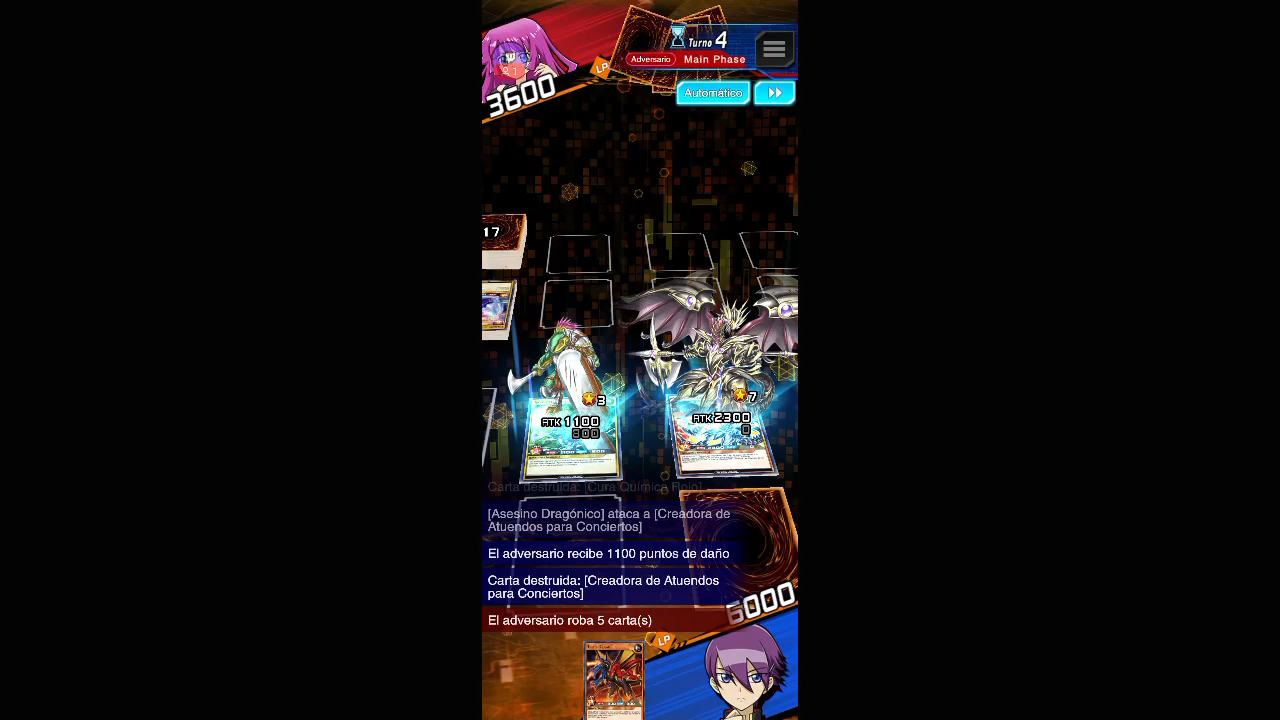 Turno 4
Adversario Main Phase
LP
3600
Automático
17
3
7
ATK 1100
800
ATK 2300
0
Carta destruida: [Cura Química Rojo]
[Asesino Dragónico] ataca a [Creadora de
Atuendos para Conciertos]
El adversario recibe 1100 puntos de daño
Carta destruida: [Creadora de Atuendos
para Conciertos]
6000
El adversario roba 5 carta(s)
LP